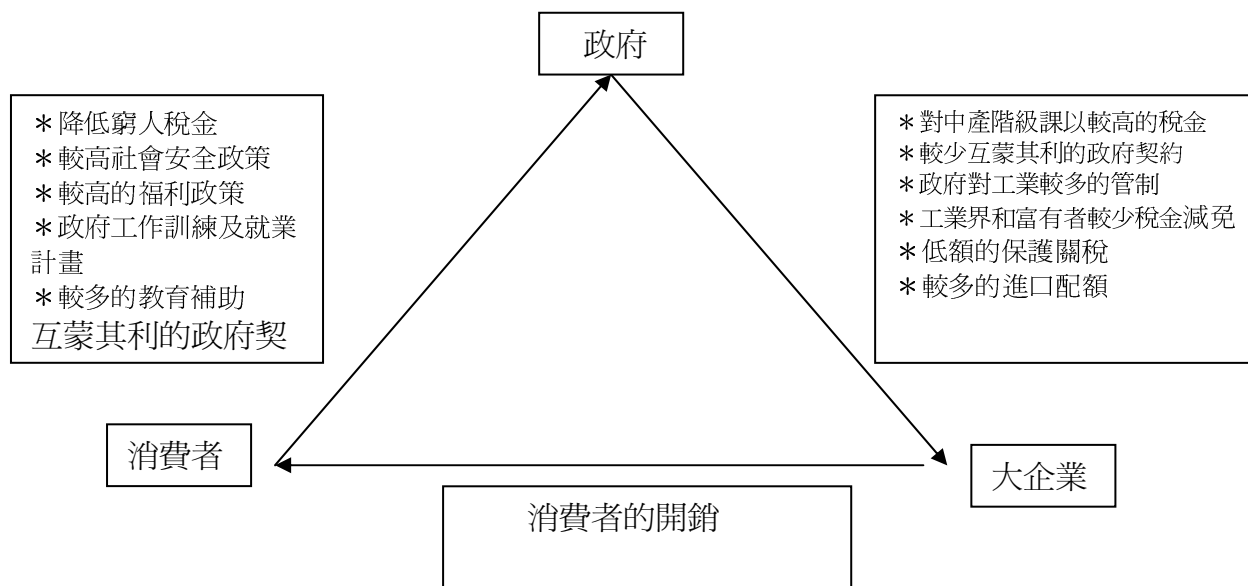 政府
＊降低窮人稅金
＊較高社會安全政策
＊較高的福利政策
＊政府工作訓練及就業
計畫
＊較多的教育補助
互蒙其利的政府契
＊對中產階級課以較高的稅金
＊較少互蒙其利的政府契約
＊政府對工業較多的管制
＊工業界和富有者較少稅金減免
＊低額的保護關稅
＊較多的進口配額
消費者
大企業
消費者的開銷